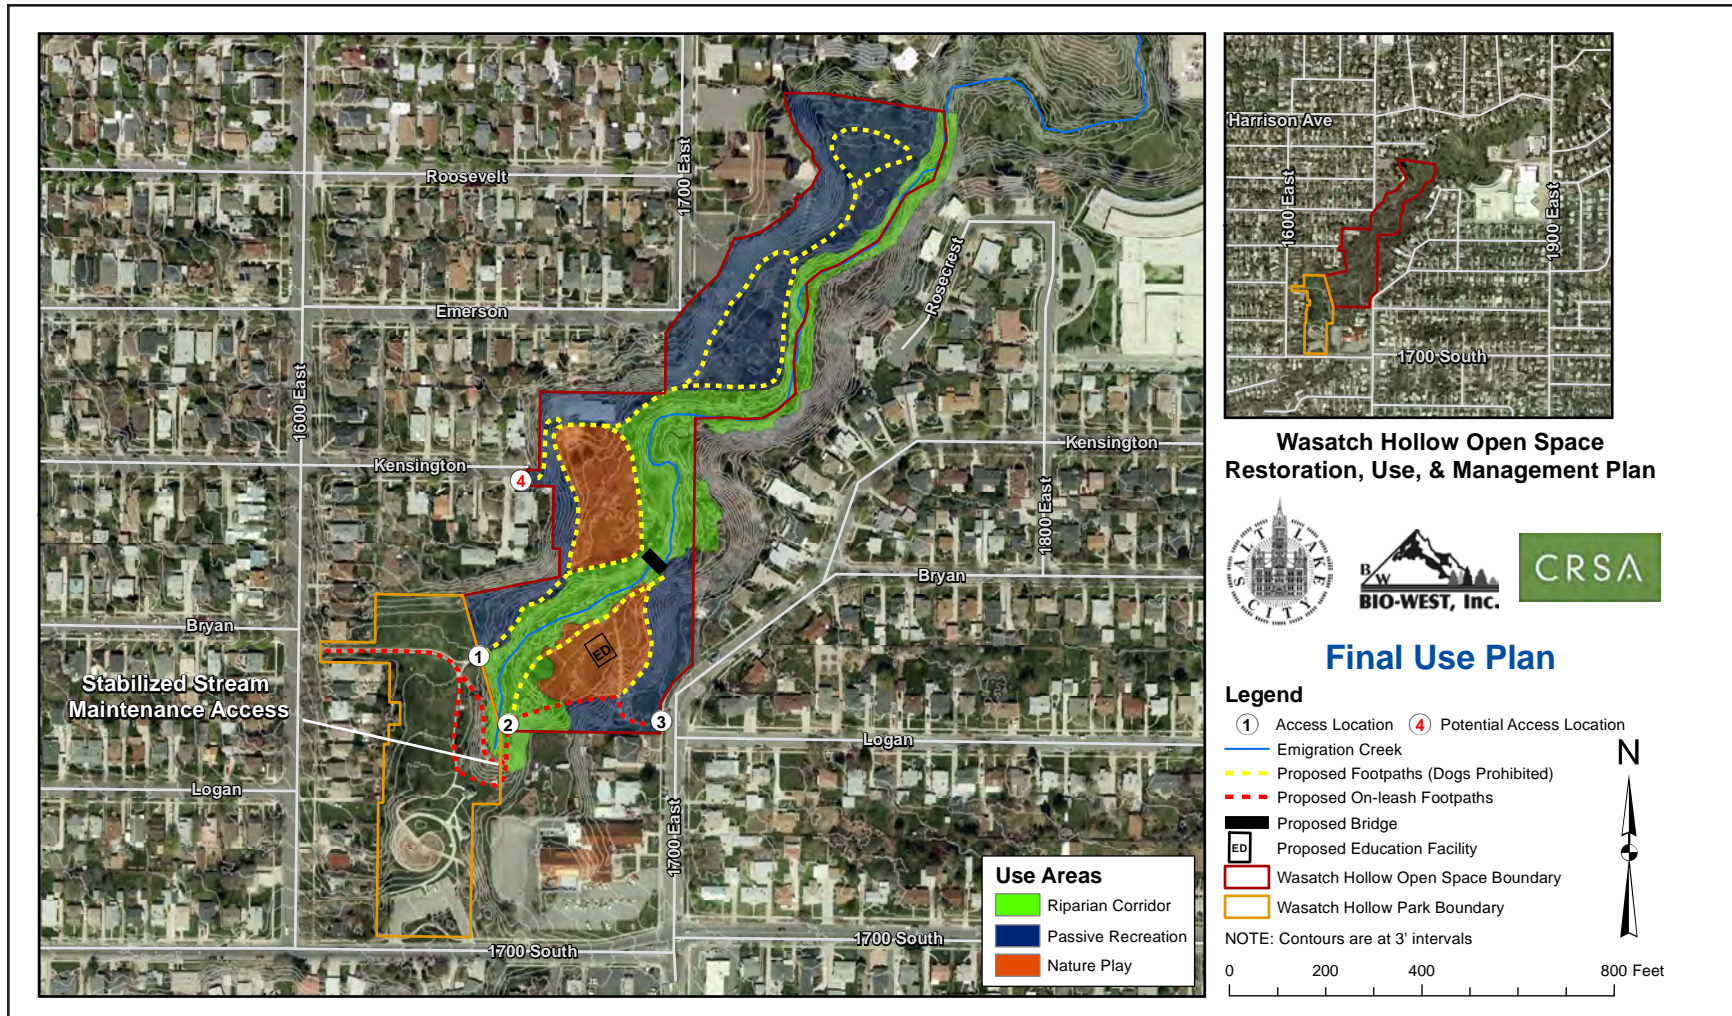 Roosevelt
1700 East
Emerson
Rosecrest
1600 East
Kensington
4
Kensington
1800 East
Bryan
Bryan
1
ED
Stabilized Stream
Maintenance Access
2
3
Logan
Logan
1700 East
1700 South
1700 South
Use Areas
Riparian Corridor
Passive Recreation
Nature Play
Harrison Ave
1600 East
1900 East
1700 South
Wasatch Hollow Open Space
Restoration, Use, & Management Plan
SALT LAKE CITY
BW
BIO-WEST, Inc.
CRSA
Final Use Plan
Legend
1 Access Location 4 Potential Access Location
Emigration Creek
Proposed Footpaths (Dogs Prohibited)
Proposed On-leash Footpaths
Proposed Bridge
ED Proposed Education Facility
Wasatch Hollow Open Space Boundary
Wasatch Hollow Park Boundary
NOTE: Contours are at 3' intervals
N
0 200 400 800 Feet